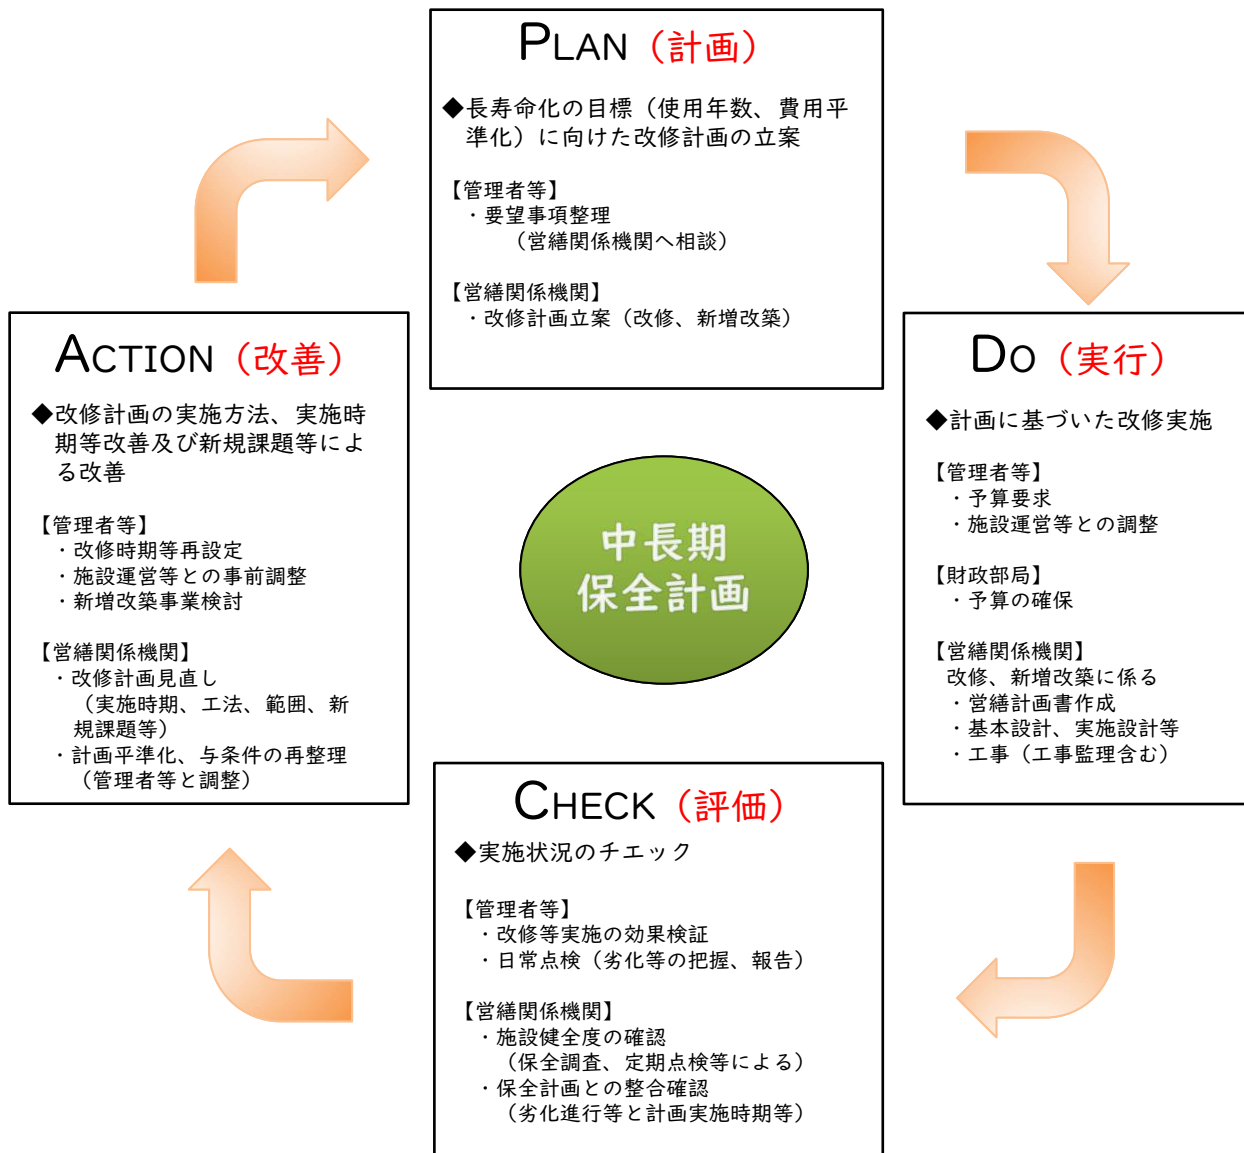 PLAN（計画）
◆長寿命化の目標（使用年数、費用平
準化）に向けた改修計画の立案
【管理者等】
・要望事項整理
（営繕関係機関へ相談）
【営繕関係機関】
・改修計画立案（改修、新増改築）
DO（実行）
◆計画に基づいた改修実施
【管理者等】
・予算要求
・施設運営等との調整
【財政部局】
・予算の確保
【営繕関係機関】
改修、新増改築に係る
・営繕計画書作成
・基本設計、実施設計等
・工事（工事監理含む）
CHECK（評価）
◆実施状況のチエック
【管理者等】
・改修等実施の効果検証
・日常点検（劣化等の把握、報告）
【営繕関係機関】
・施設健全度の確認
（保全調査、定期点検等による）
・保全計画との整合確認
（劣化進行等と計画実施時期等）
ACTION（改善）
◆改修計画の実施方法、実施時
期等改善及び新規課題等によ
る改善
【管理者等】
・改修時期等再設定
・施設運営等との事前調整
・新増改築事業検討
【営繕関係機関】
・改修計画見直し
（実施時期、工法、範囲、新
規課題等）
・計画平準化、与条件の再整理
（管理者等と調整）
中長期
保全計画